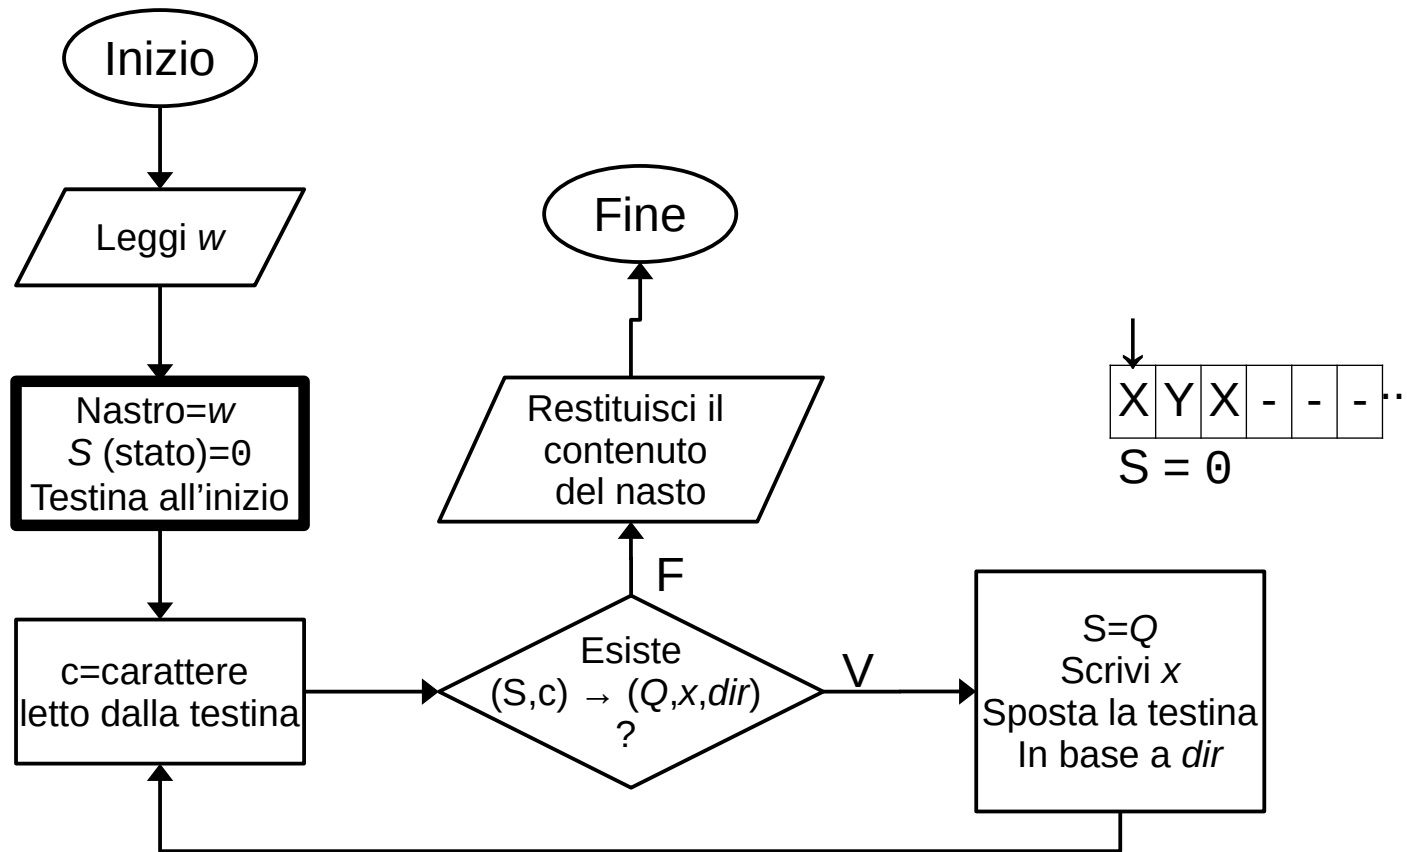 Inizio
Leggi w
Nastro=w
S (stato)=0
Testina all'inizio
c=carattere
letto dalla testina
Fine
Restituisci il
contenuto
del nasto
F
Esiste
(S,c) → (Q,x,dir)
?
V
S=Q
Scrivi x
Sposta la testina
In base a dir
X Y X - - - ..
S = 0